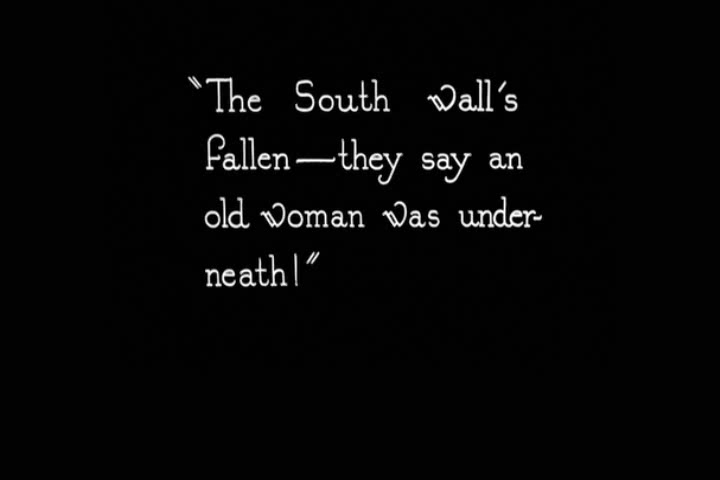 "The South Wall's
fallen—they say an
old woman was under-
neath!"